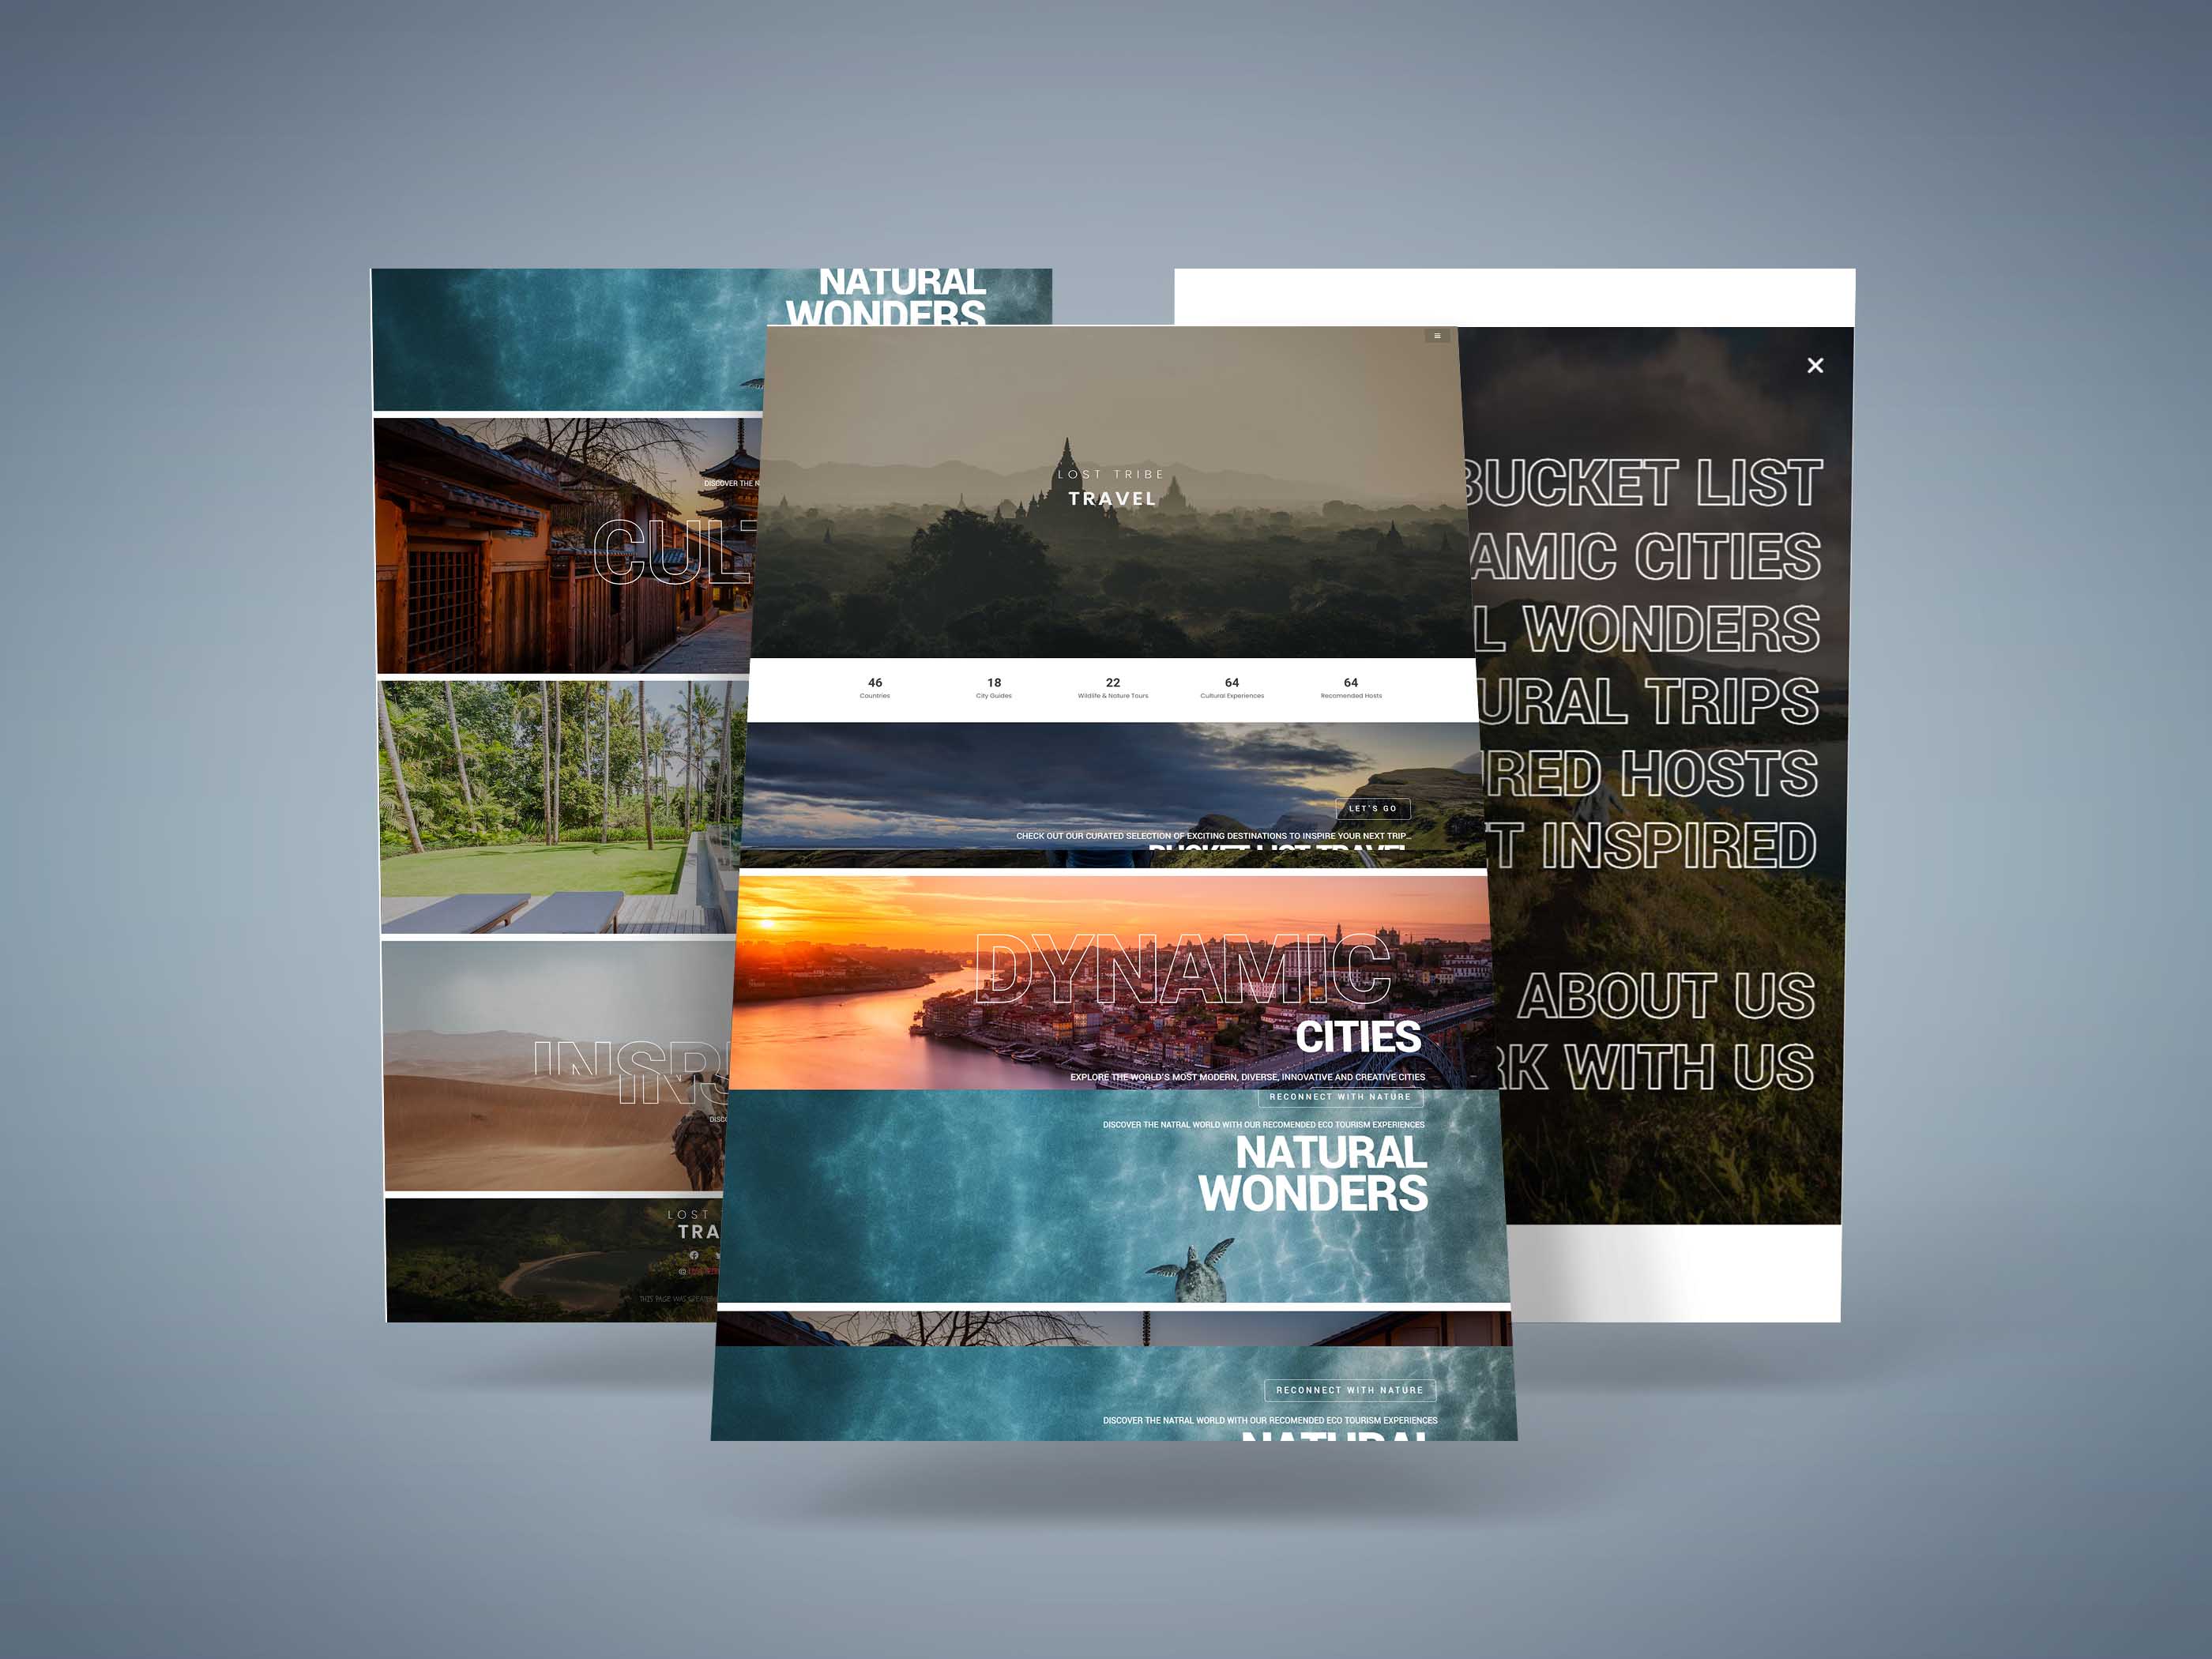 NATURAL
WONDERS
DISCOVER THE
CUL
DISC
LOST
TRA
THIS PAGE WAS
LOST TRIBE
TRAVEL
46
Countries
18
City Guides
22
Wildlife & Nature Tours
64
Cultural Experiences
64
Recomended Hosts
LET'S GO
CHECK OUT OUR CURATED SELECTION OF EXCITING DESTINATIONS TO INSPIRE YOUR NEXT TRIP...
BUCKET LIST TRAVEL
DYNAMIC
CITIES
EXPLORE THE WORLD'S MOST MODERN, DIVERSE, INNOVATIVE AND CREATIVE CITIES
RECONNECT WITH NATURE
DISCOVER THE NATRAL WORLD WITH OUR RECOMENDED ECO TOURISM EXPERIENCES
NATURAL
WONDERS
RECONNECT WITH NATURE
DISCOVER THE NATRAL WORLD WITH OUR RECOMENDED ECO TOURISM EXPERIENCES
NATURAL
BUCKET LIST
AMIC CITIES
L WONDERS
URAL TRIPS
RED HOSTS
T INSPIRED
ABOUT US
RK WITH US